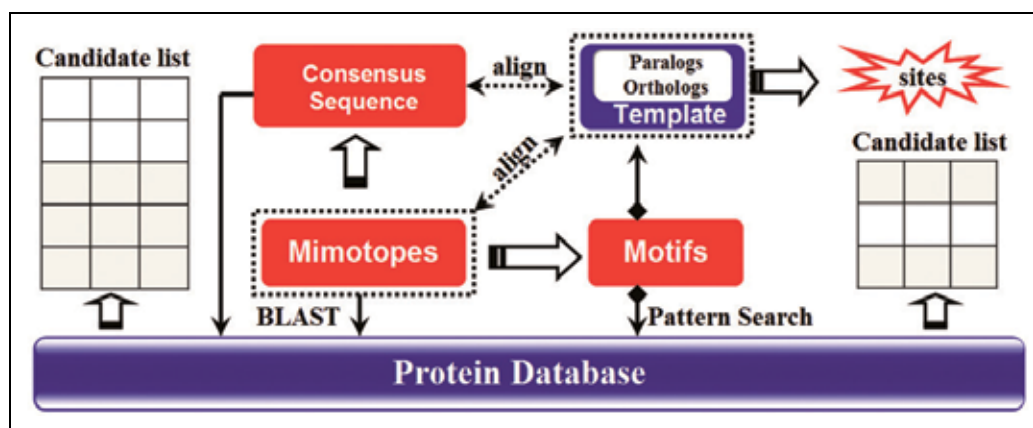 Candidate list
Consensus
Sequence
align
Paralogs
Orthologs
Template
sites
Candidate list
align
Mimotopes
Motifs
BLAST
Pattern Search
Protein Database